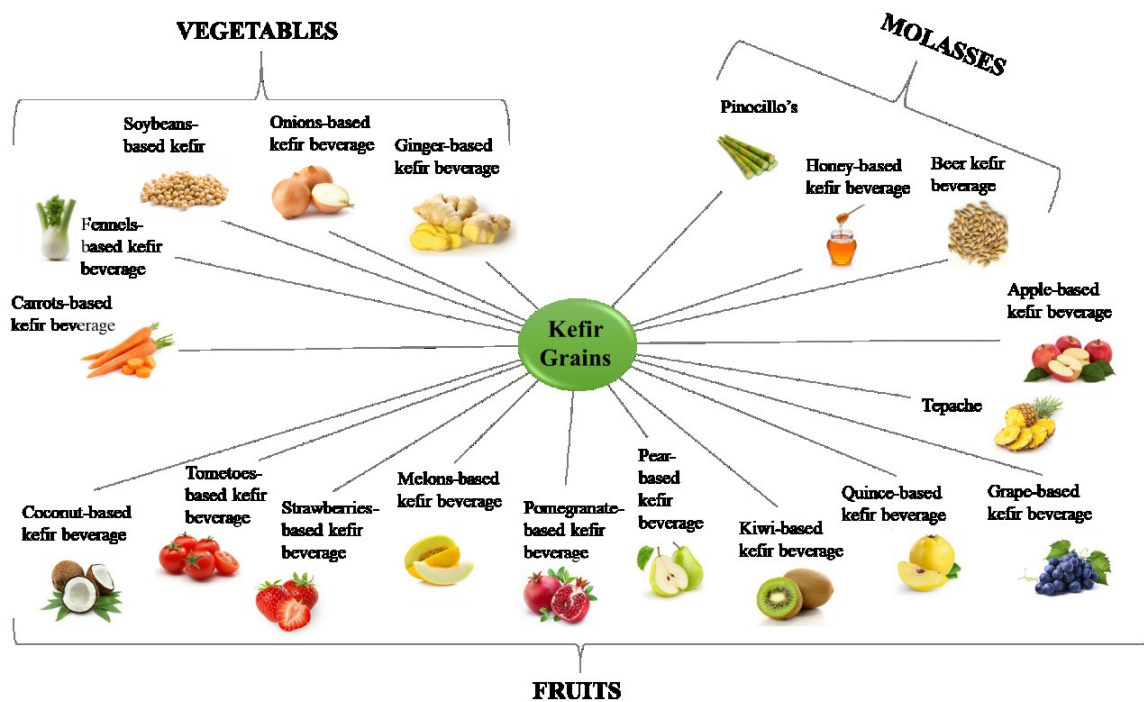 VEGETABLES
MOLASSES
Soybeans-
based kefir
Onions-based
kefir beverage
Ginger-based
kefir beverage
Pinocillo's
Honey-based
kefir beverage
Beer kefir
beverage
Fennels-
based kefir
beverage
Carrots-based
kefir beverage
Kefir
Grains
Apple-based
kefir beverage
Tepache
Coconut-based
kefir beverage
Tometoes-
based kefir
beverage
Strawberries-
based kefir
beverage
Melons-based
kefir beverage
Pomegranate-
based kefir
beverage
Pear-
based
kefir
beverage
Kiwi-based
kefir beverage
Quince-based
kefir beverage
Grape-based
kefir beverage
FRUITS